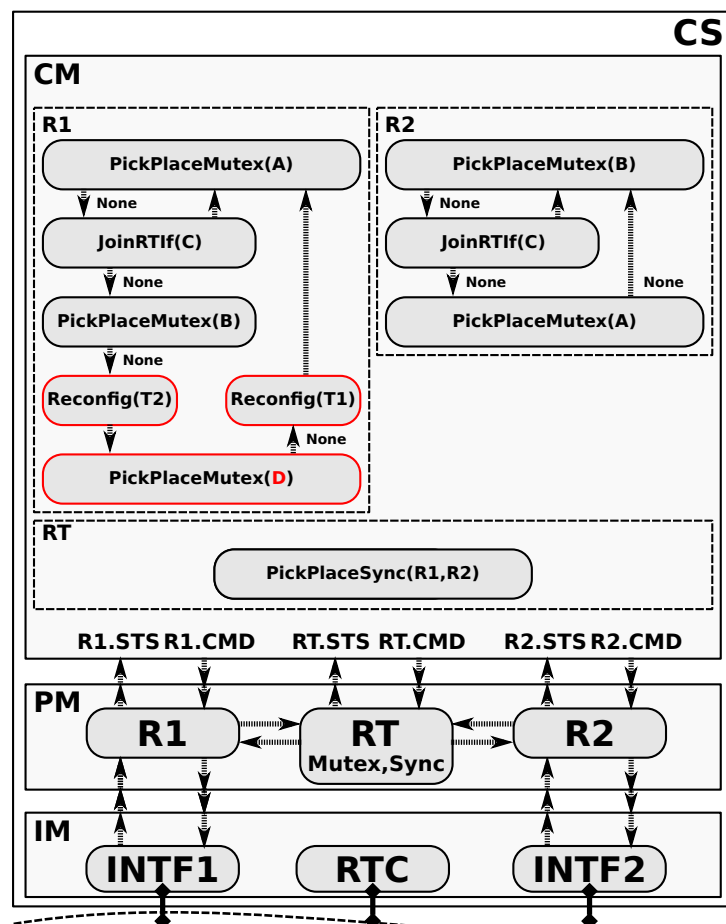 CS
CM
R1
R2
PickPlaceMutex(A)
PickPlaceMutex(B)
None
None
JoinRTIf(C)
JoinRTIf(C)
None
None
None
PickPlaceMutex(B)
PickPlaceMutex(A)
None
Reconfig(T2)
Reconfig(T1)
None
PickPlaceMutex(D)
RT
PickPlaceSync(R1,R2)
R1.STS R1.CMD RT.STS RT.CMD R2.STS R2.CMD
PM
R1
RT
R2
Mutex,Sync
IM
INTF1
RTC
INTF2